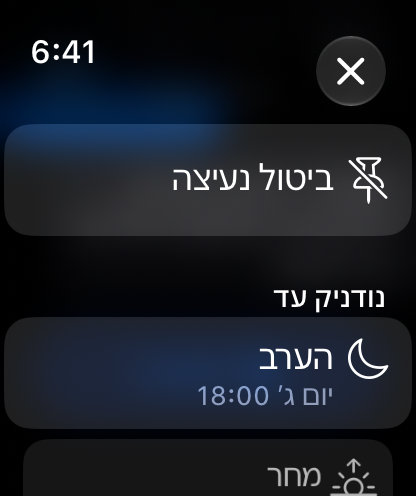 6:41
ביטול נעיצה
נודניק עד
הערב
יום ג׳ 18:00
מחר